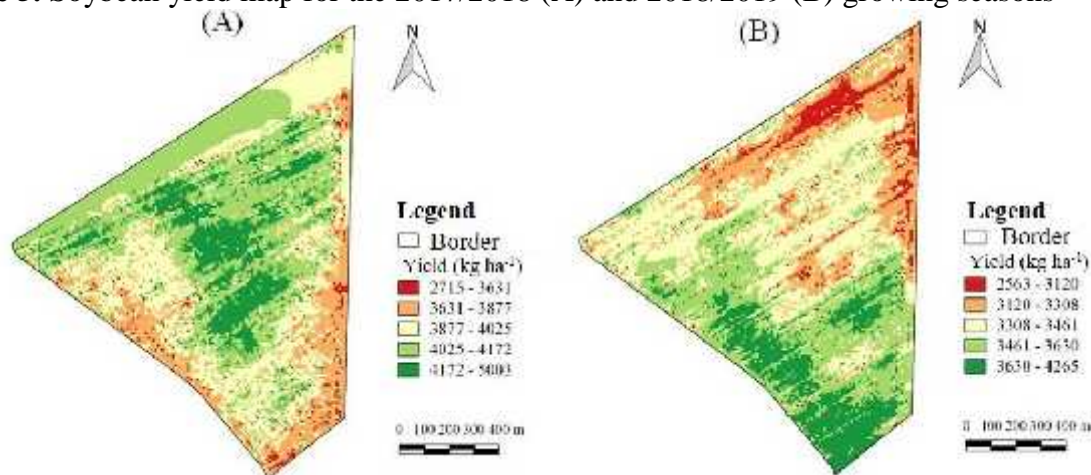 Soybean yield map for the 2017/2018 (A) and 2018/2019 (B) growing seasons
(A)
(B)
N
N
Legend
Border
Yield (kg ha⁻¹)
2715 - 3631
3631 - 3877
3877 - 4025
4025 - 4172
4172 - 5003
0 100 200 300 400 m
Legend
Border
Yield (kg ha⁻¹)
2563 - 3120
3120 - 3308
3308 - 3461
3461 - 3630
3630 - 4265
0 100 200 300 400 m